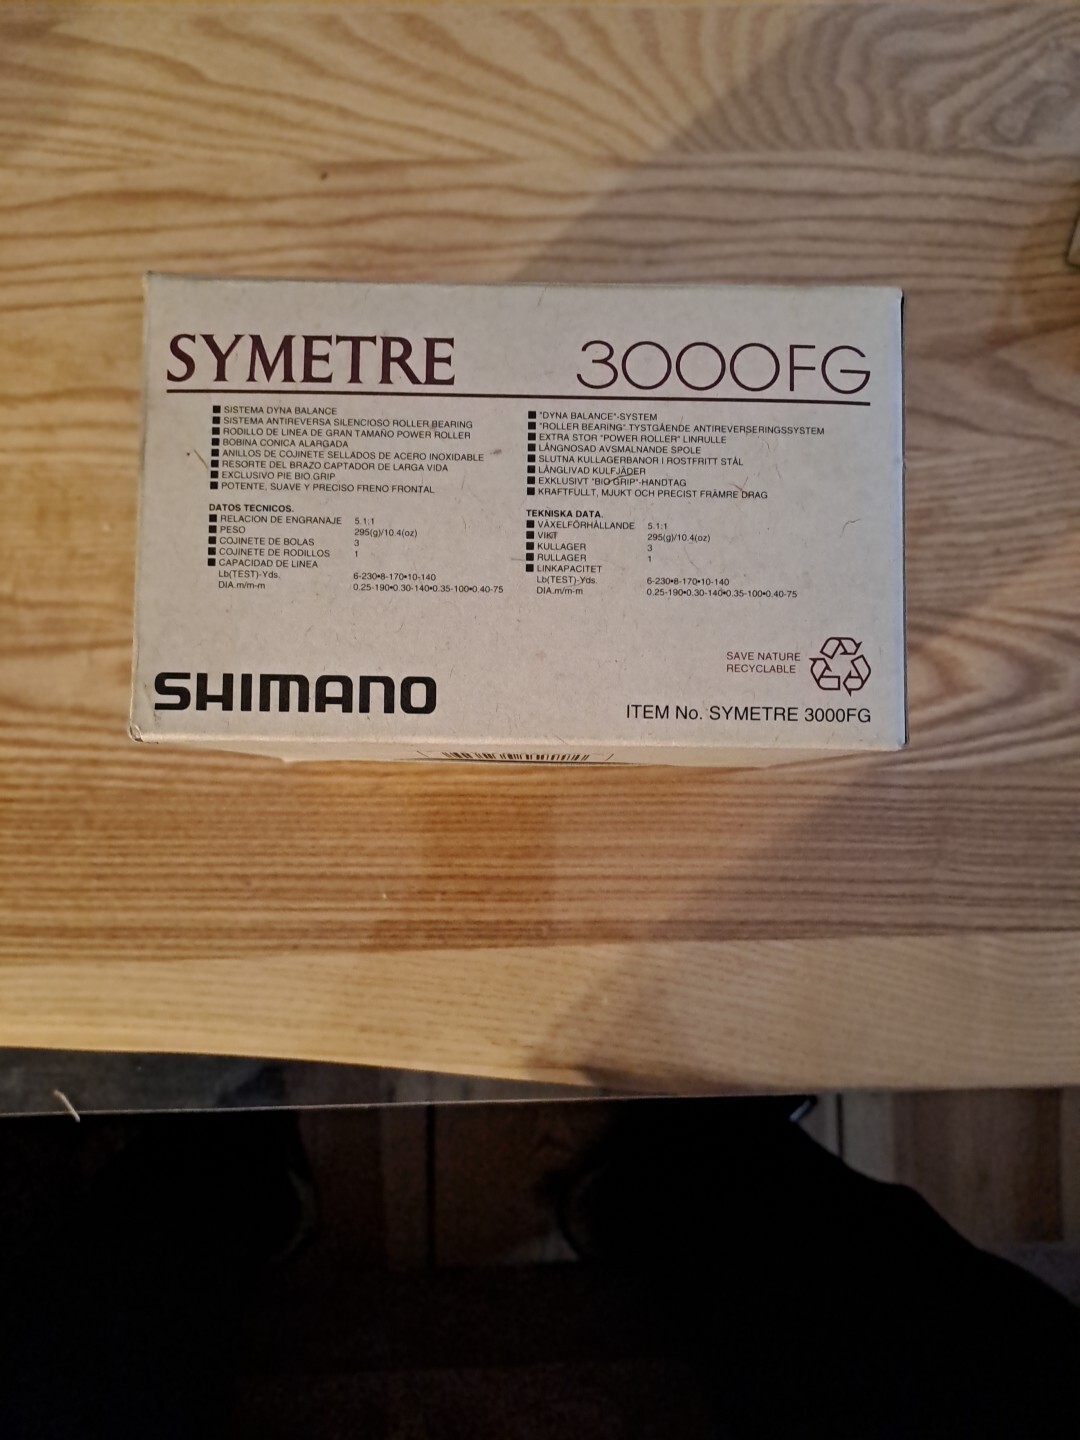 SYMETRE 3000FG
■ SISTEMA DYNA BALANCE
■ SISTEMA ANTIREVERSA SILENCIOSO ROLLER BEARING
■ RODILLO DE LINEA DE GRAN TAMAÑO POWER ROLLER
■ BOBINA CONICA ALARGADA
■ ANILLOS DE COJINETE SELLADOS DE ACERO INOXIDABLE
■ RESORTE DEL BRAZO CAPTADOR DE LARGA VIDA
■ EXCLUSIVO PIE BIO GRIP
■ POTENTE, SUAVE Y PRECISO FRENO FRONTAL
DATOS TECNICOS.
■ RELACION DE ENGRANAJE 5.1:1
■ PESO 295(g)/10.4(oz)
■ COJINETE DE BOLAS 3
■ COJINETE DE RODILLOS 1
■ CAPACIDAD DE LINEA
Lb(TEST)-Yds. 6-230•8-170•10-140
DIA.m/m-m 0.25-190•0.30-140•0.35-100•0.40-75
■ "DYNA BALANCE"-SYSTEM
■ "ROLLER BEARING" TYSTGÅENDE ANTIREVERSERINGSSYSTEM
■ EXTRA STOR "POWER ROLLER" LINRULLE
■ LÅNGNOSAD AVSMALNANDE SPOLE
■ SLUTNA KULLAGERBANOR I ROSTFRITT STÅL
■ LÅNGLIVAD KULFJÄDER
■ EXKLUSIVT "BIO GRIP"-HANDTAG
■ KRAFTFULLT, MJUKT OCH PRECIST FRÄMRE DRAG
TEKNISKA DATA.
■ VÄXELFÖRHÅLLANDE 5.1:1
■ VIKT 295(g)/10.4(oz)
■ KULLAGER 3
■ RULLAGER 1
■ LINKAPACITET
Lb(TEST)-Yds. 6-230•8-170•10-140
DIA.m/m-m 0.25-190•0.30-140•0.35-100•0.40-75
SAVE NATURE
RECYCLABLE
SHIMANO
ITEM No. SYMETRE 3000FG